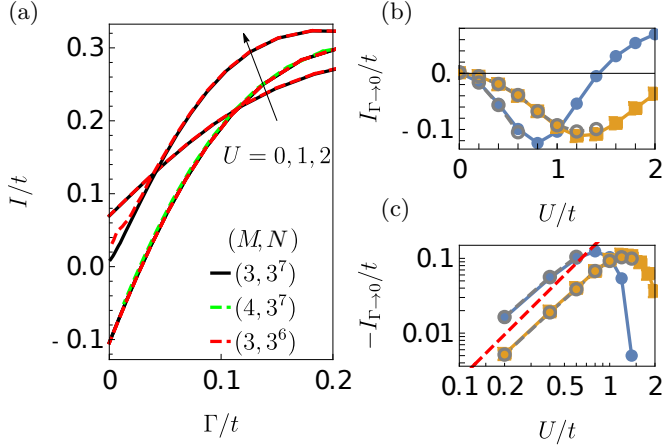 (a)
I/t
0.3
0.2
0.1
0.0
-0.1
U = 0, 1, 2
(M, N)
(3, 3^7)
(4, 3^7)
(3, 3^6)
0
0.1
0.2
Γ/t
(b)
I_{Γ→0}/t
0.
-0.1
0
1
2
U/t
(c)
−I_{Γ→0}/t
0.10
0.01
0.1
0.2
0.5
1
2
U/t